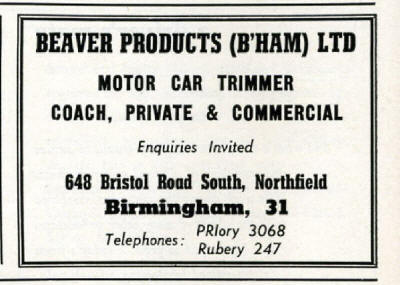 BEAVER PRODUCTS (B'HAM) LTD
MOTOR CAR TRIMMER
COACH, PRIVATE & COMMERCIAL
Enquiries Invited
648 Bristol Road South, Northfield
Birmingham, 31
Telephones: PRIory 3068
Rubery 247